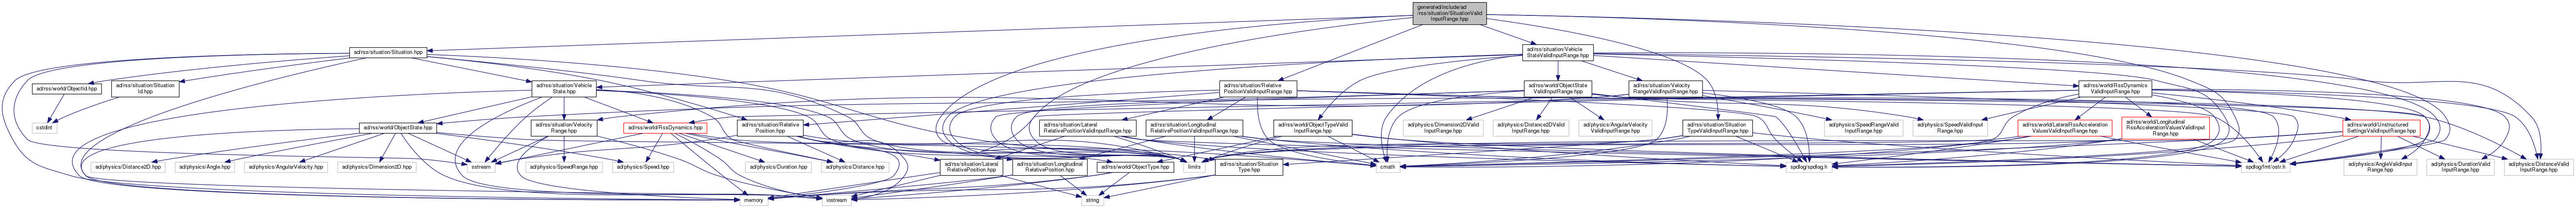 generated/include/ad
/rss/situation/SituationValid
InputRange.hpp
ad/rss/situation/Situation.hpp
ad/rss/situation/Vehicle
StateValidInputRange.hpp
ad/rss/world/ObjectId.hpp
ad/rss/situation/Situation
Id.hpp
ad/rss/situation/Vehicle
State.hpp
ad/rss/situation/Relative
PositionValidInputRange.hpp
ad/rss/world/ObjectState
ValidInputRange.hpp
ad/rss/situation/Velocity
RangeValidInputRange.hpp
ad/rss/world/RssDynamics
ValidInputRange.hpp
cstdint
ad/rss/world/ObjectState.hpp
ad/rss/situation/Velocity
Range.hpp
ad/rss/world/RssDynamics.hpp
ad/rss/situation/Relative
Position.hpp
ad/rss/situation/Lateral
RelativePositionValidInputRange.hpp
ad/rss/situation/Longitudinal
RelativePositionValidInputRange.hpp
ad/rss/world/ObjectTypeValid
InputRange.hpp
ad/physics/Dimension2DValid
InputRange.hpp
ad/physics/Distance2DValid
InputRange.hpp
ad/physics/AngularVelocity
ValidInputRange.hpp
ad/rss/situation/Situation
TypeValidInputRange.hpp
ad/physics/SpeedRangeValid
InputRange.hpp
ad/physics/SpeedValidInput
Range.hpp
ad/rss/world/LateralRssAcceleration
ValuesValidInputRange.hpp
ad/rss/world/Longitudinal
RssAccelerationValuesValidInput
Range.hpp
ad/rss/world/Unstructured
SettingsValidInputRange.hpp
ad/physics/Distance2D.hpp
ad/physics/Angle.hpp
ad/physics/AngularVelocity.hpp
ad/physics/Dimension2D.hpp
sstream
ad/physics/SpeedRange.hpp
ad/physics/Speed.hpp
ad/physics/Duration.hpp
ad/physics/Distance.hpp
ad/rss/situation/Lateral
RelativePosition.hpp
ad/rss/situation/Longitudinal
RelativePosition.hpp
ad/rss/world/ObjectType.hpp
limits
ad/rss/situation/Situation
Type.hpp
cmath
spdlog/spdlog.h
spdlog/fmt/ostr.h
ad/physics/AngleValidInput
Range.hpp
ad/physics/DurationValid
InputRange.hpp
ad/physics/DistanceValid
InputRange.hpp
memory
iostream
string